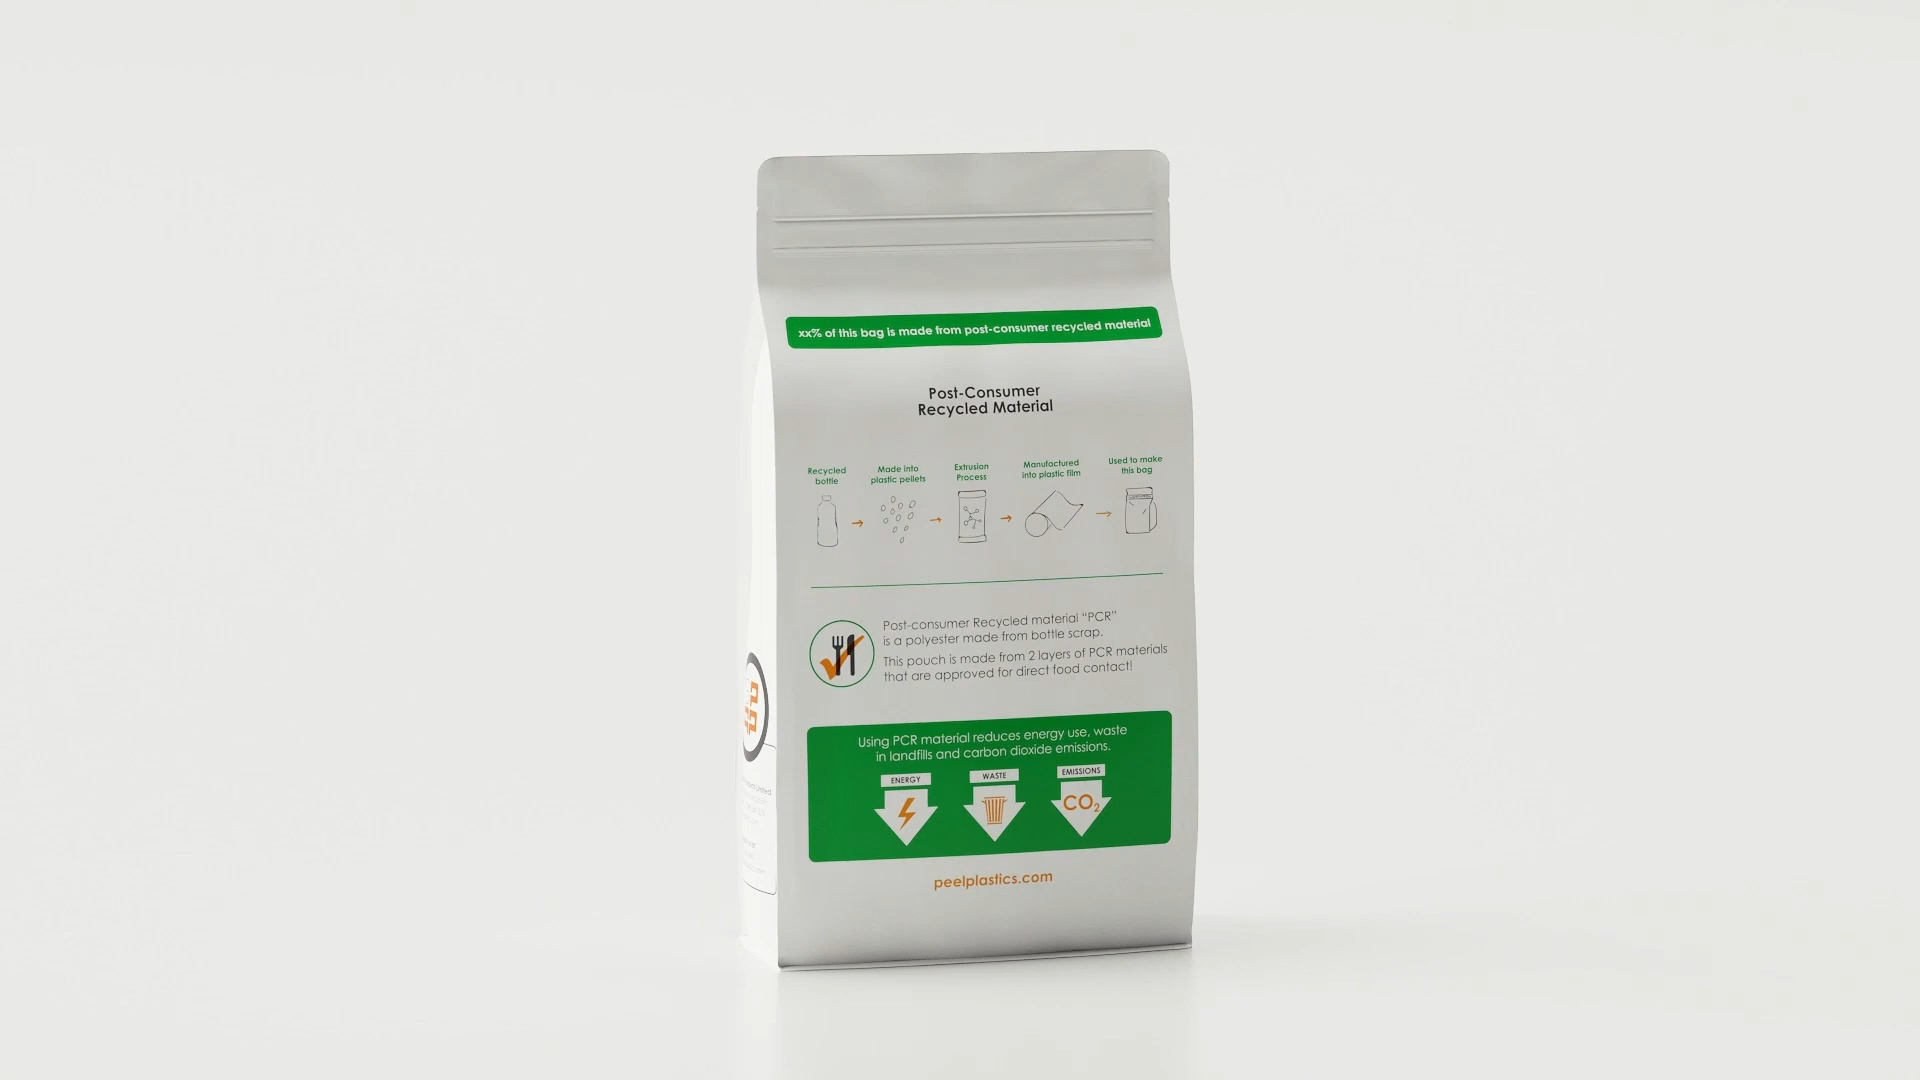 xx% of this bag is made from post-consumer recycled material
Post-Consumer
Recycled Material
Recycled
bottle
Made into
plastic pellets
Extrusion
Process
Manufactured
into plastic film
Used to make
this bag
Post-consumer Recycled material “PCR”
is a polyester made from bottle scrap.
This pouch is made from 2 layers of PCR materials
that are approved for direct food contact!
Using PCR material reduces energy use, waste
in landfills and carbon dioxide emissions.
ENERGY
WASTE
EMISSIONS
CO₂
peelplastics.com